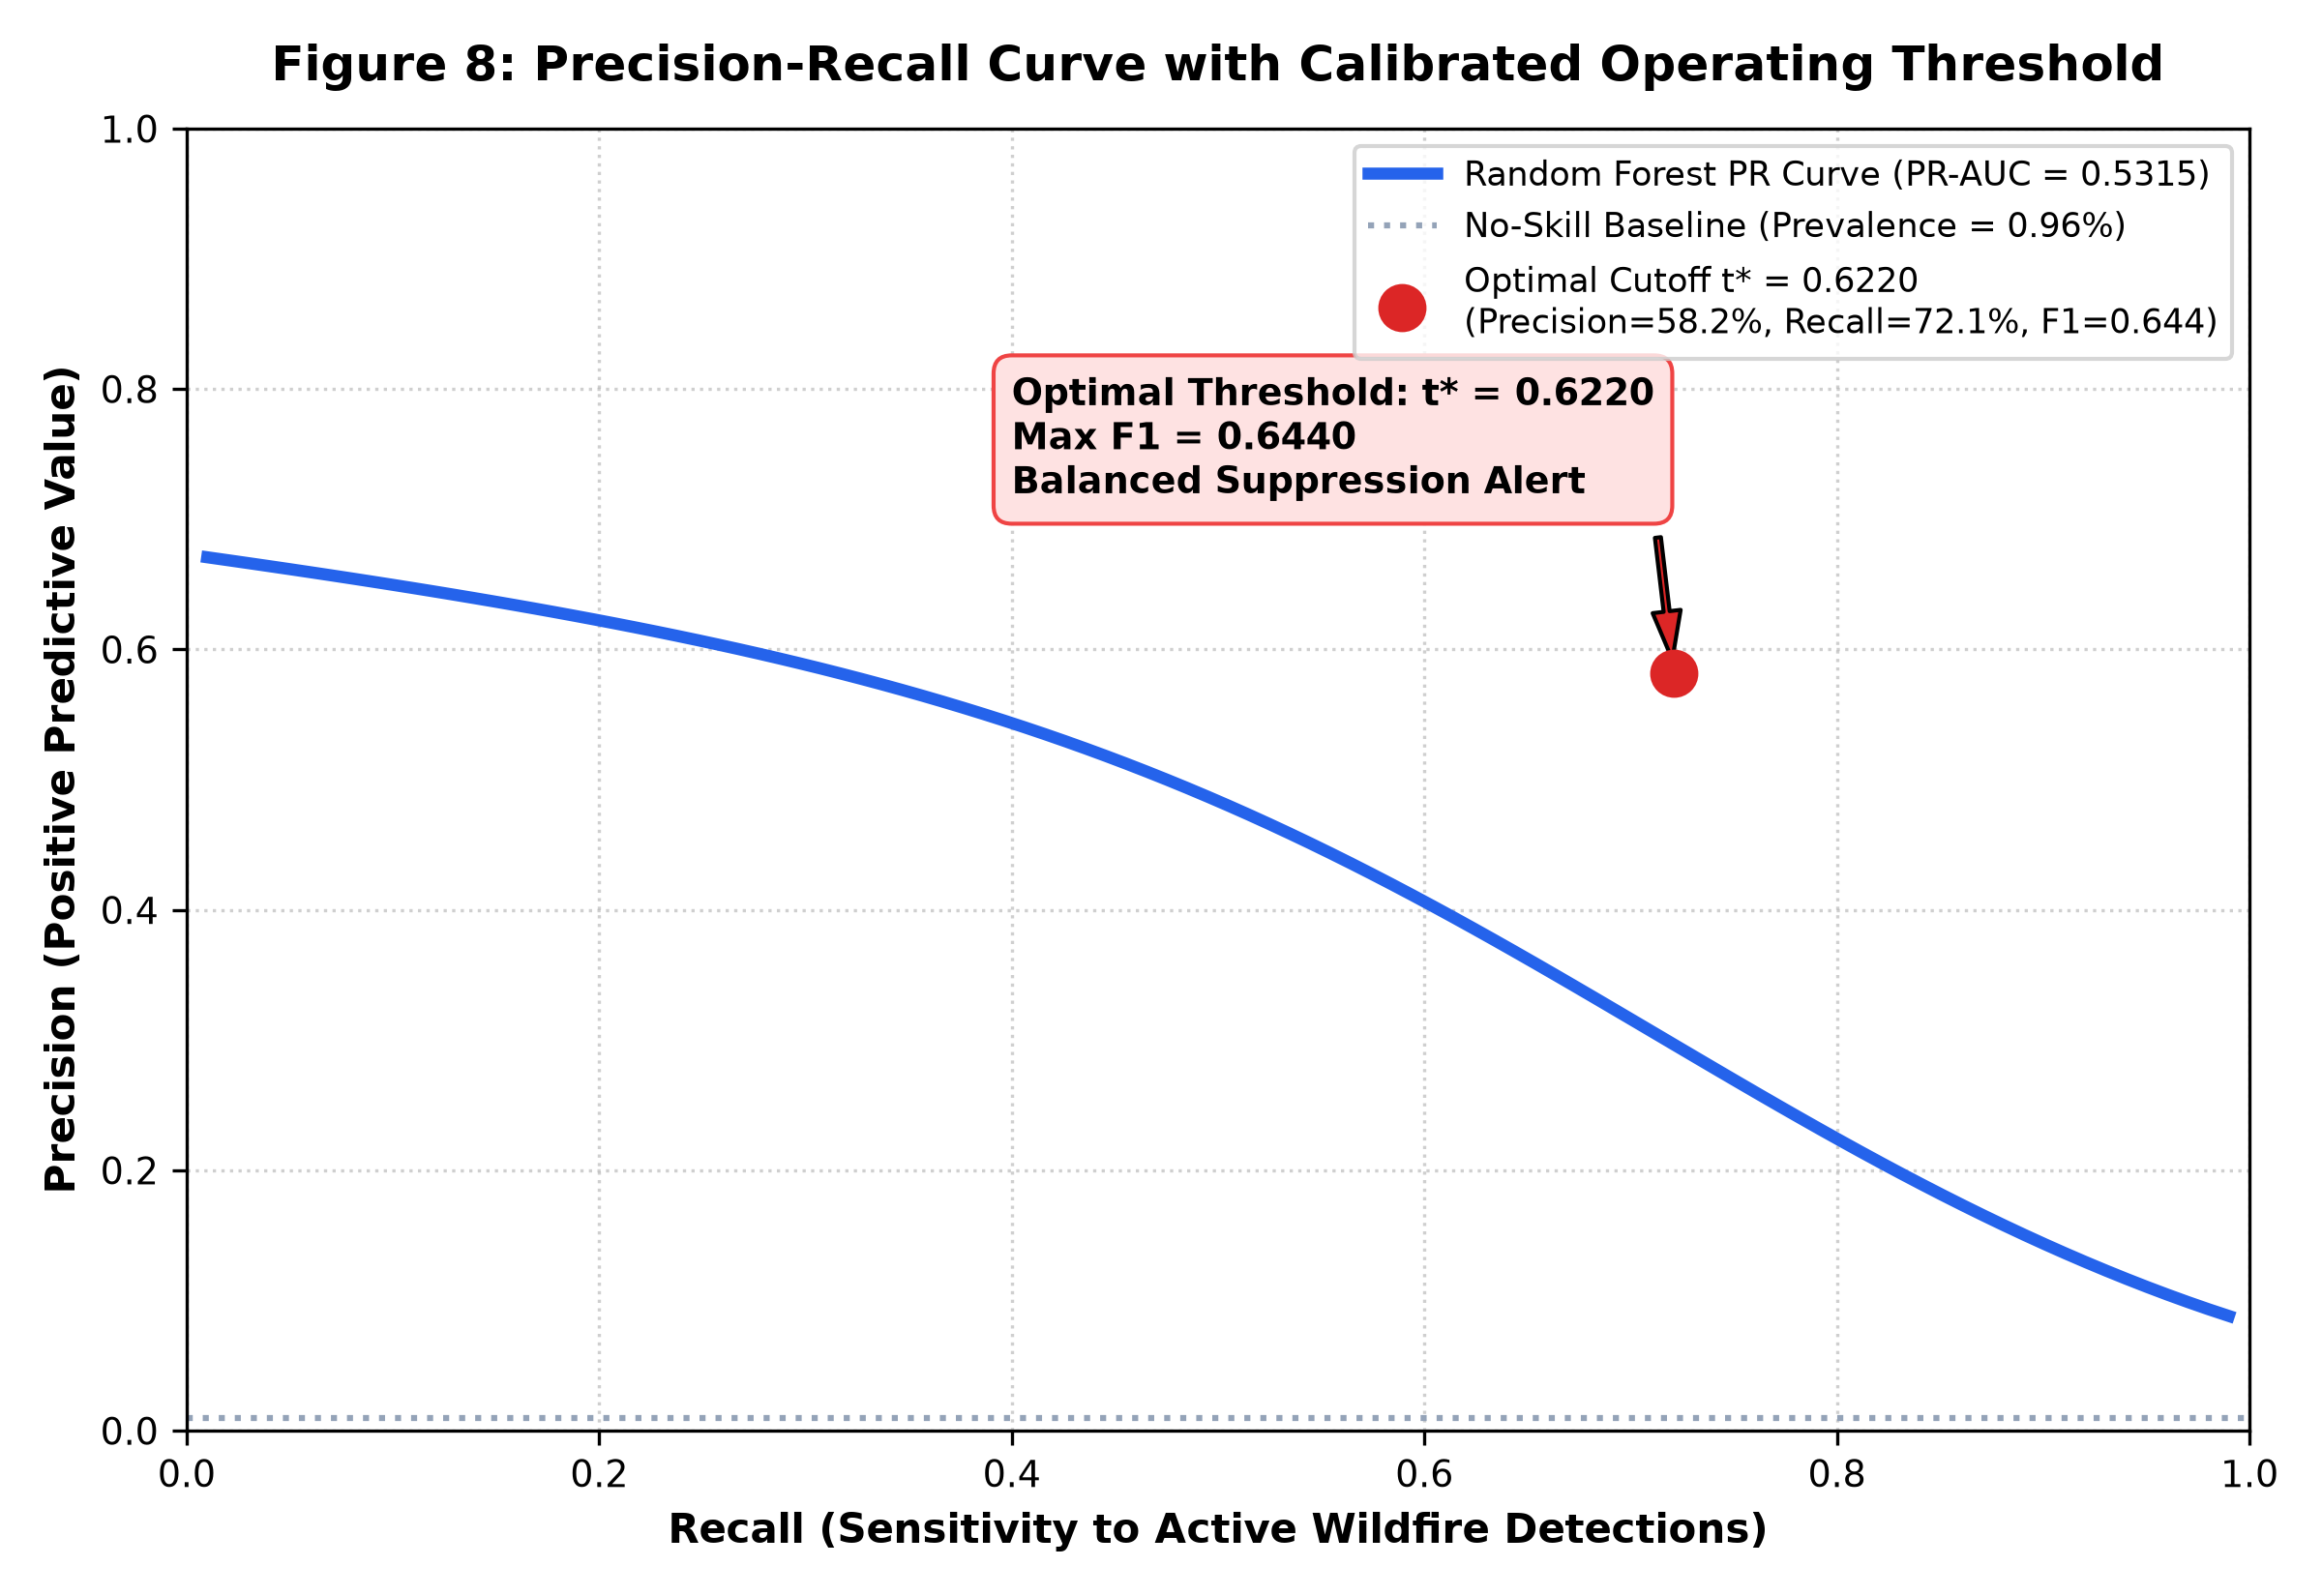 Figure 8: Precision-Recall Curve with Calibrated Operating Threshold
Random Forest PR Curve (PR-AUC = 0.5315)
No-Skill Baseline (Prevalence = 0.96%)
Optimal Cutoff t* = 0.6220
(Precision=58.2%, Recall=72.1%, F1=0.644)
Optimal Threshold: t* = 0.6220
Max F1 = 0.6440
Balanced Suppression Alert
Precision (Positive Predictive Value)
1.0
0.8
0.6
0.4
0.2
0.0
0.0 0.2 0.4 0.6 0.8 1.0
Recall (Sensitivity to Active Wildfire Detections)